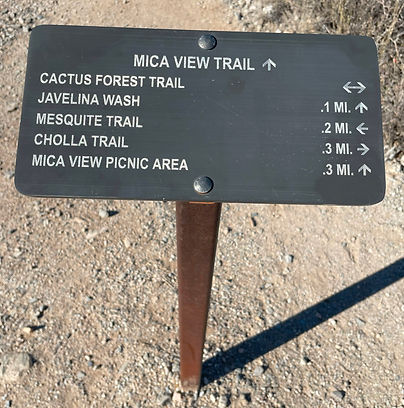 MICA VIEW TRAIL ↑
CACTUS FOREST TRAIL ↔
JAVELINA WASH .1 MI. ↑
MESQUITE TRAIL .2 MI. ←
CHOLLA TRAIL .3 MI. →
MICA VIEW PICNIC AREA .3 MI. ↑